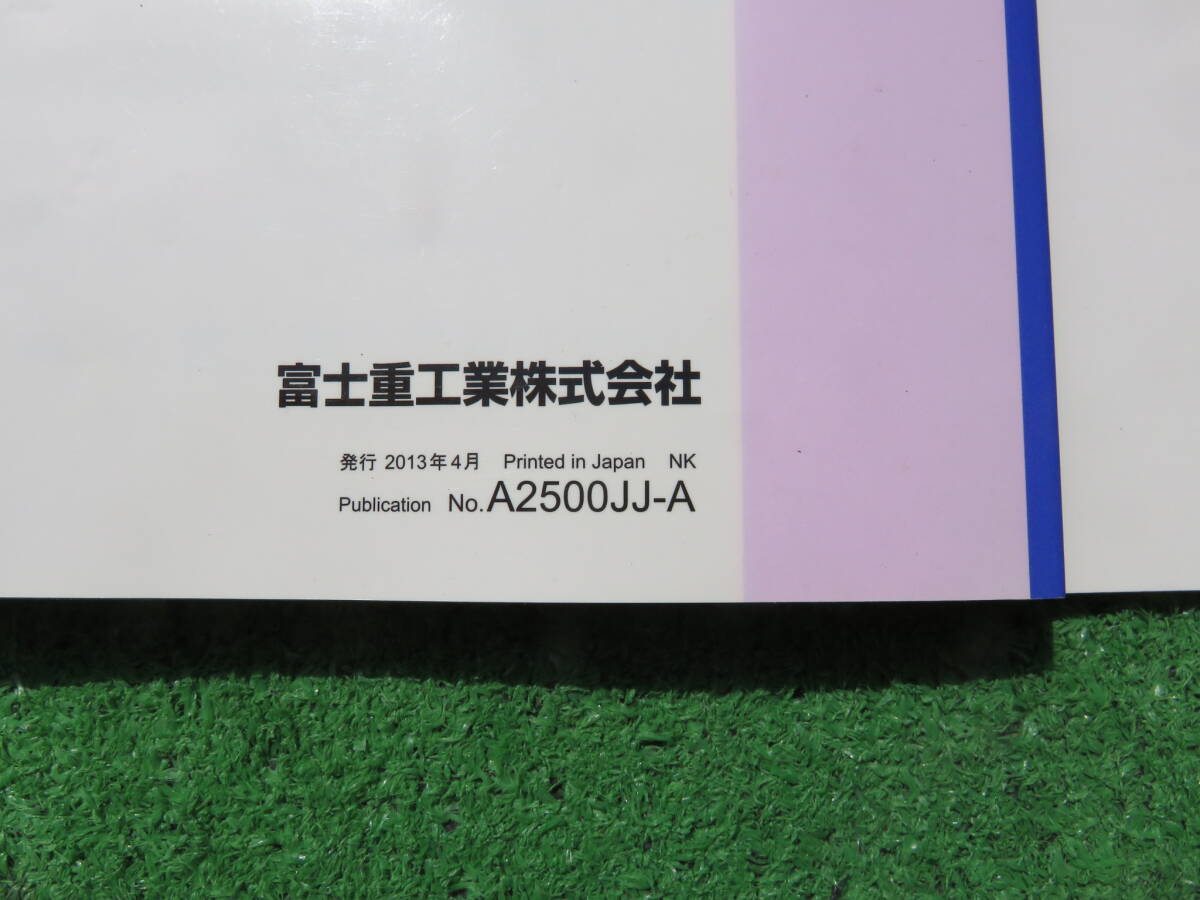 富士重工業株式会社
発行 2013年4月 Printed in Japan NK
Publication No.A2500JJ-A